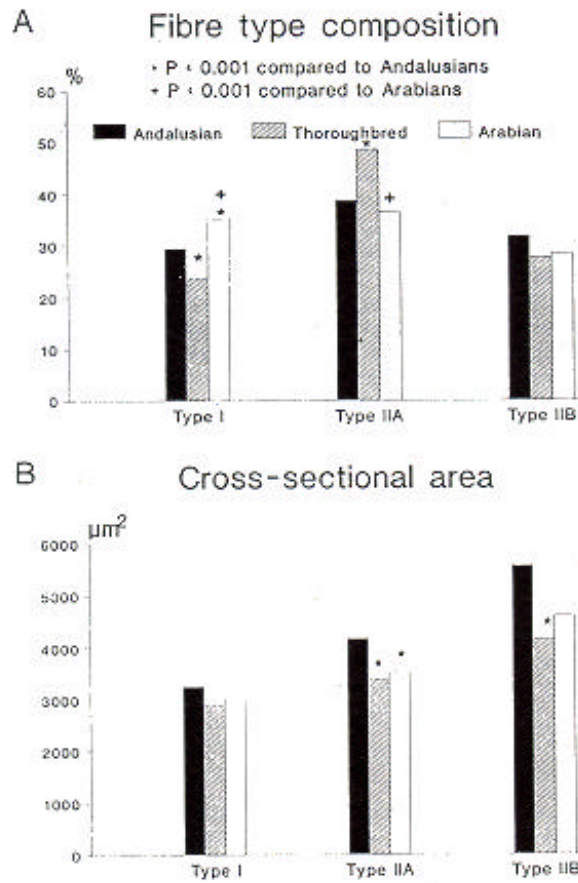 A Fibre type composition
* P < 0.001 compared to Andalusians
+ P < 0.001 compared to Arabians
%
Andalusian Thoroughbred Arabian
60
50
40
30
20
10
0
* + * * +
Type I Type IIA Type IIB
B Cross-sectional area
µm²
6000
5000
4000
3000
2000
1000
0
* * *
Type I Type IIA Type IIB